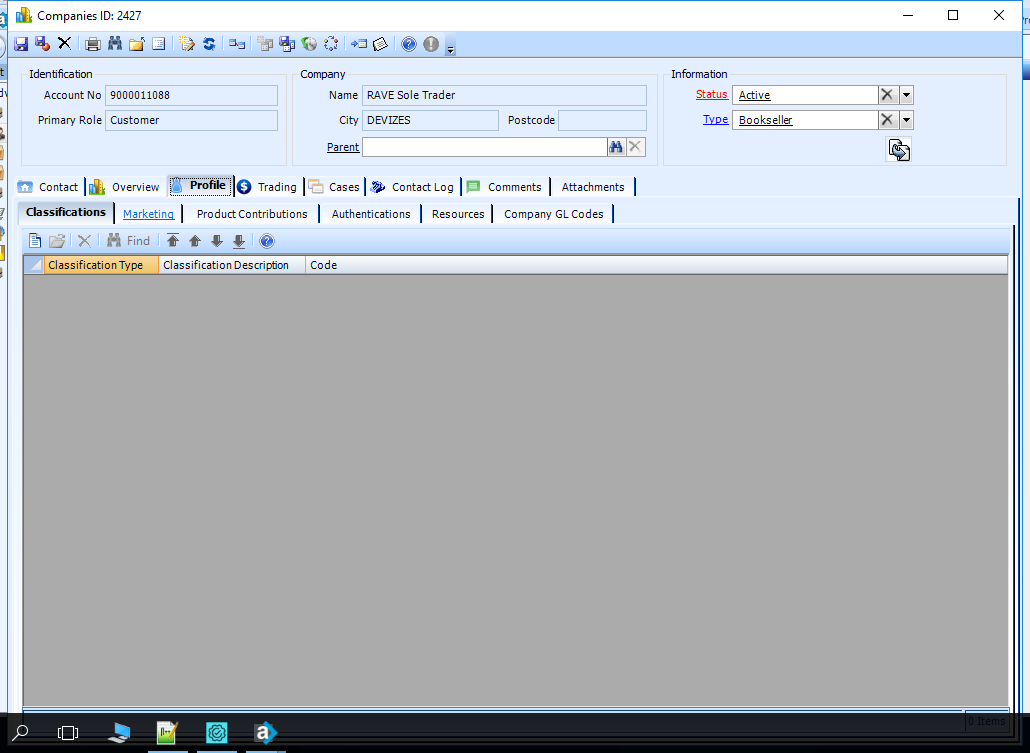 Companies ID: 2427
Identification
Company
Information
Account No 9000011088
Name RAVE Sole Trader
Status Active
Primary Role Customer
City DEVIZES
Postcode
Type Bookseller
Parent
Contact Overview Profile Trading Cases Contact Log Comments Attachments
Classifications Marketing Product Contributions Authentications Resources Company GL Codes
Find
Classification Type Classification Description Code
0 Items